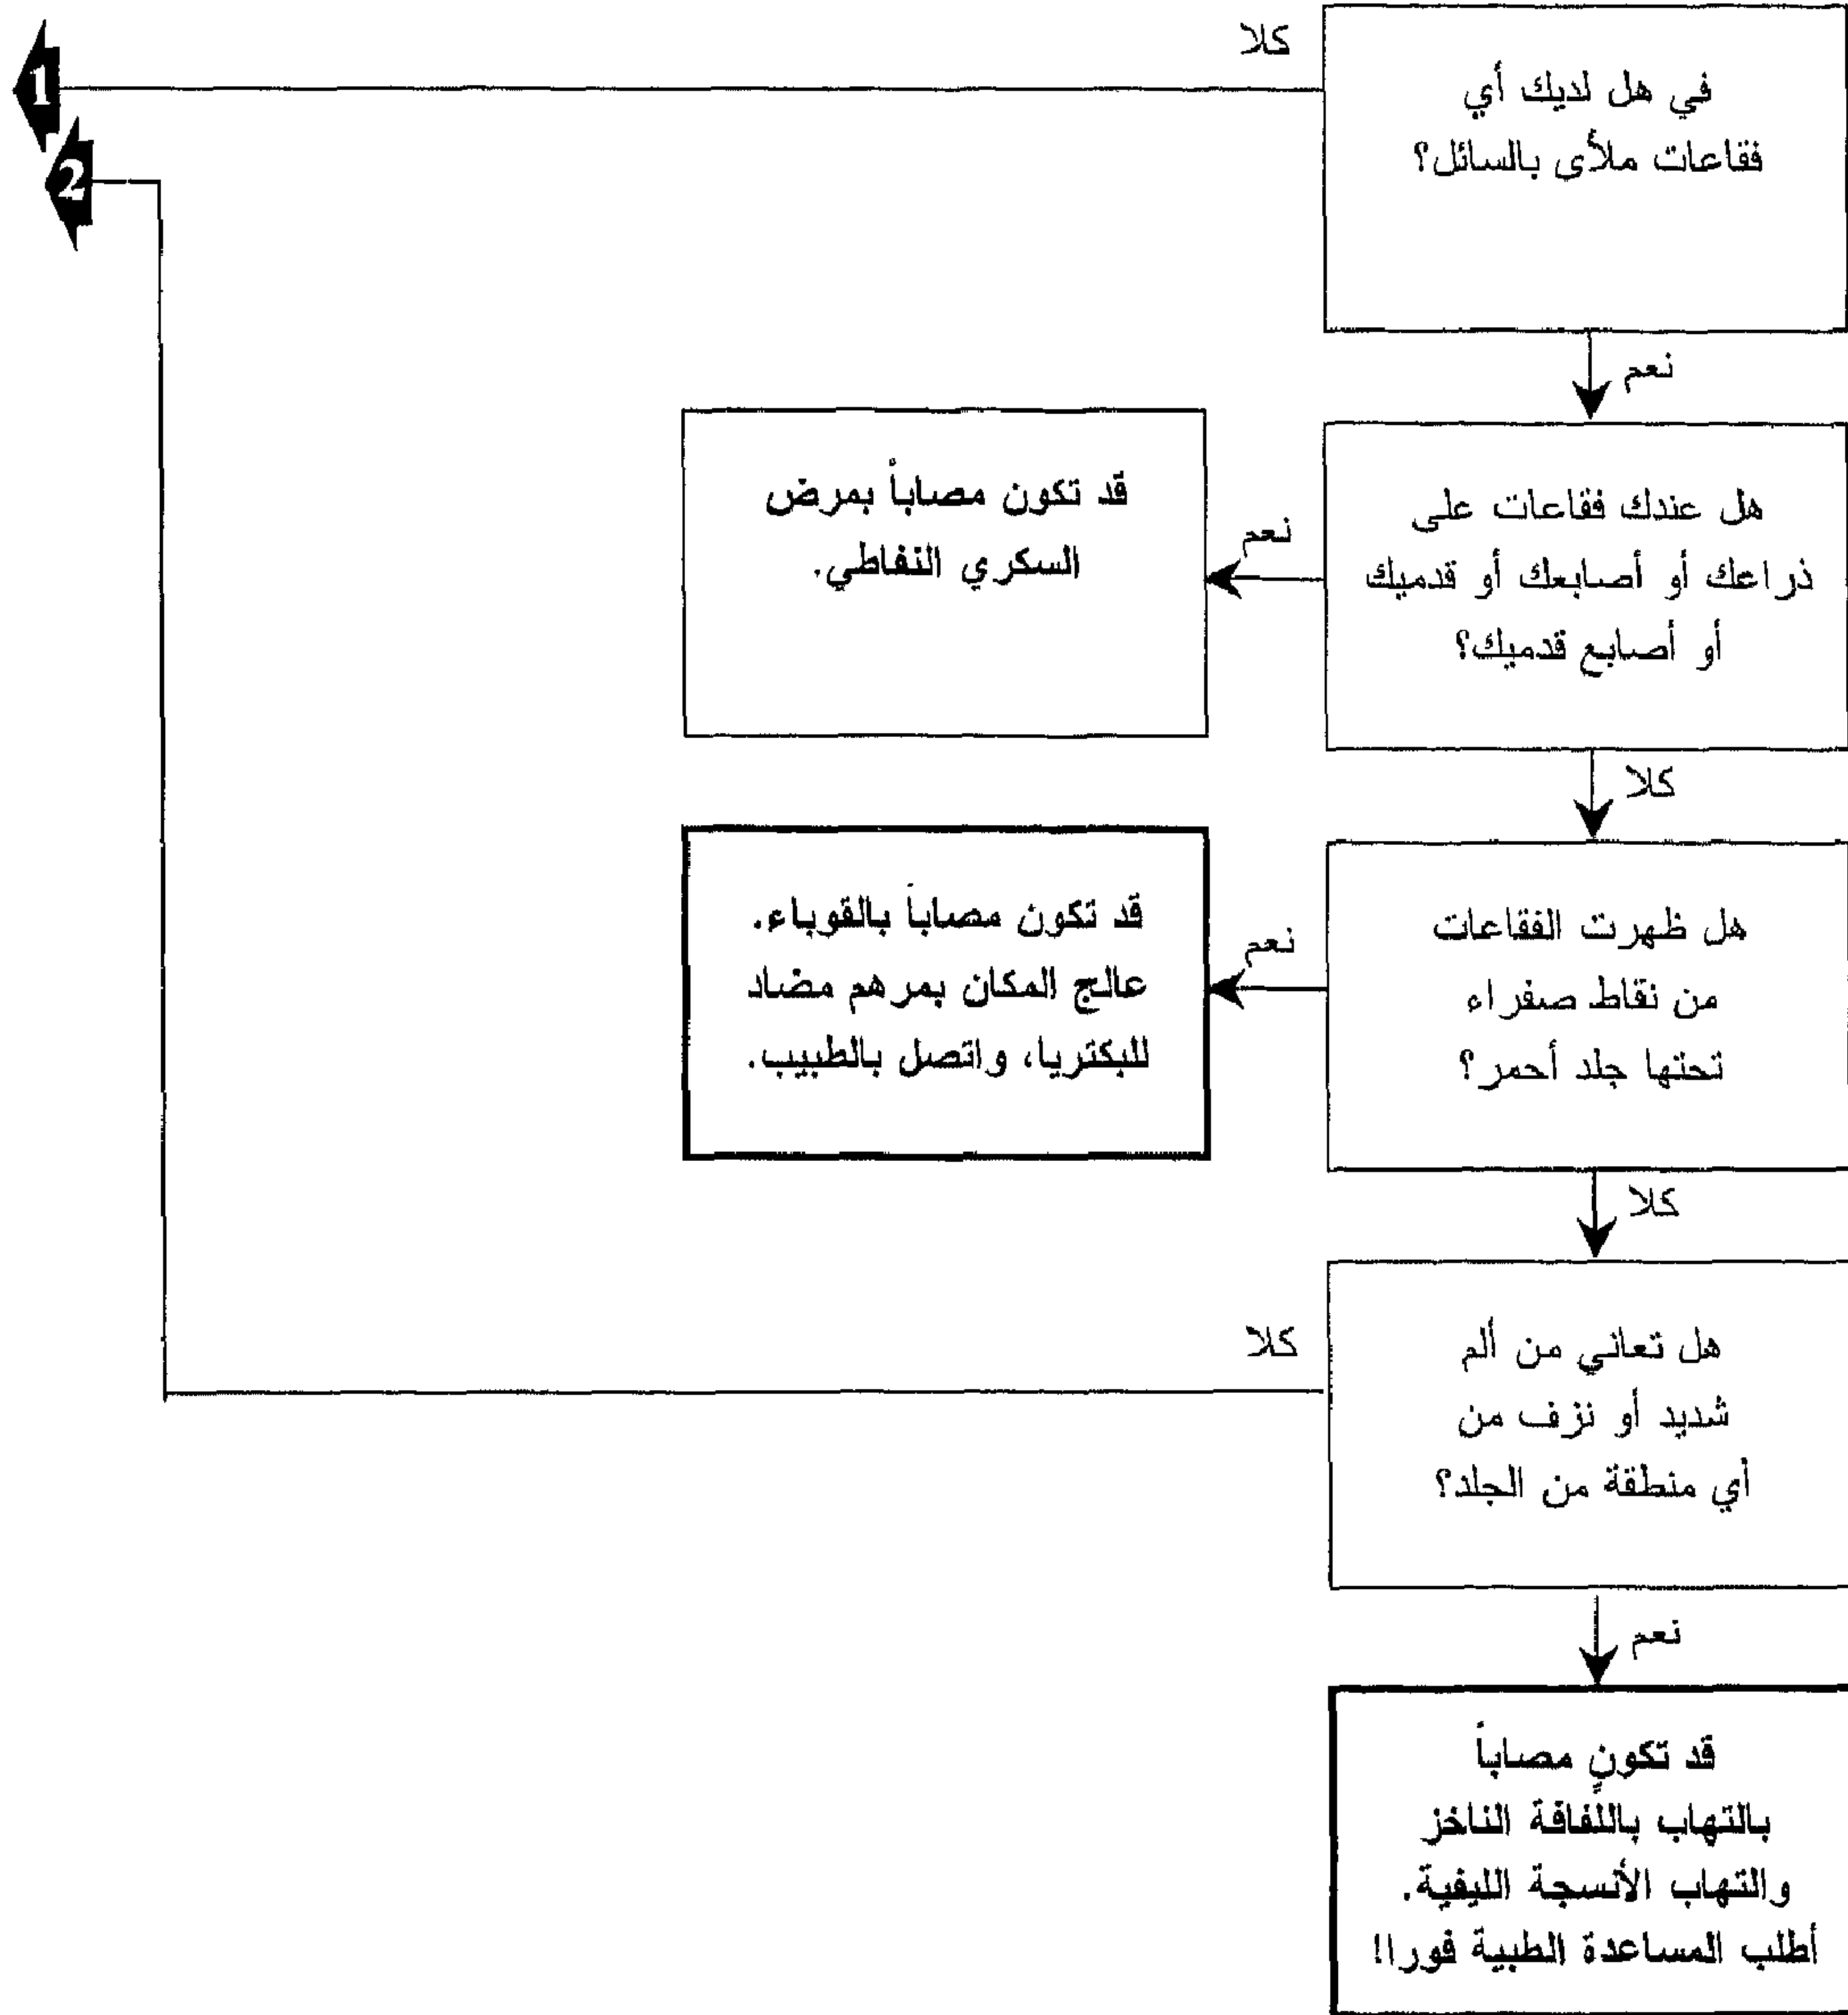 كلا
1
2
في هل لديك أي
فقاعات ملأى بالسائل؟
نعم
هل عندك فقاعات على
ذراعك أو أصابعك أو قدميك
أو أصابع قدميك؟
نعم
قد تكون مصاباً بمرض
السكري النفاطي.
كلا
هل ظهرت الفقاعات
من نقاط صفراء
تحتها جلد أحمر؟
نعم
قد تكون مصاباً بالقوباء.
عالج المكان بمرهم مضاد
للبكتريا، واتصل بالطبيب.
كلا
هل تعاني من ألم
شديد أو نزف من
أي منطقة من الجلد؟
كلا
نعم
قد تكون مصاباً
بالتهاب باللفافة الناخز
والتهاب الأنسجة الليفية.
أطلب المساعدة الطبية فورا!